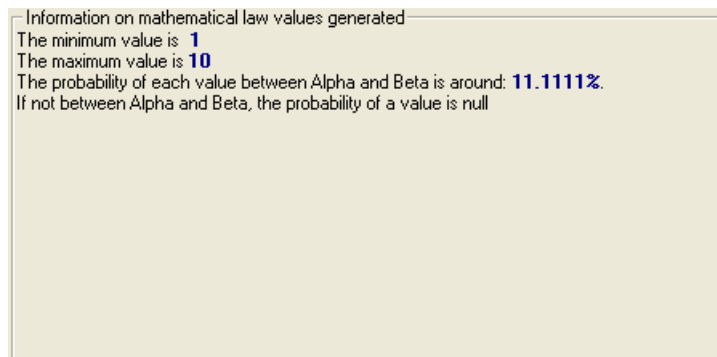 Information on mathematical law values generated
The minimum value is 1
The maximum value is 10
The probability of each value between Alpha and Beta is around: 11.1111%.
If not between Alpha and Beta, the probability of a value is null